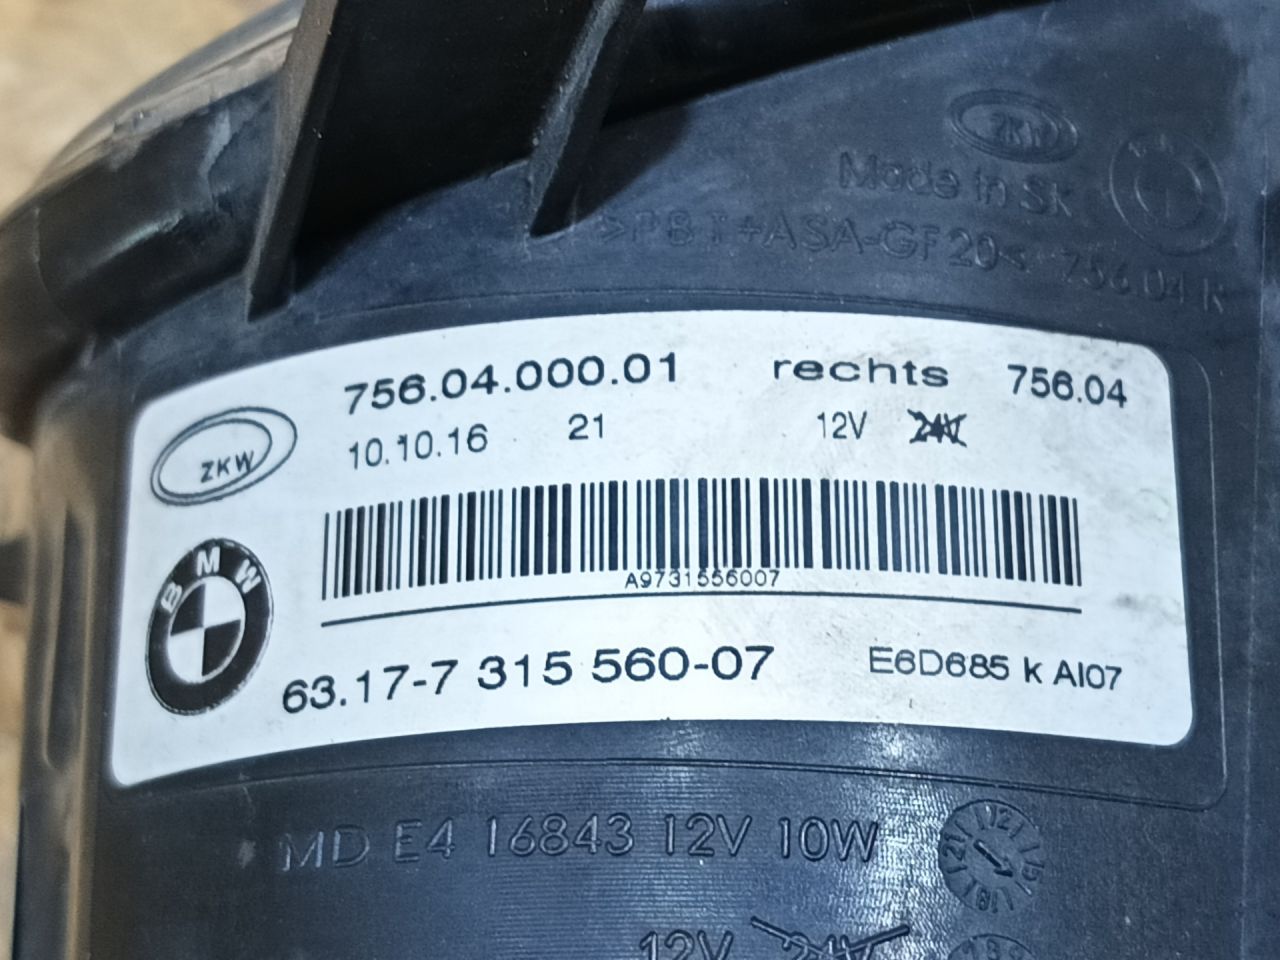 ZKW
Made in SK
>PBT+ASA-GF20< 756.04 K
756.04.000.01 rechts 756.04
10.10.16 21 12V 24V
ZKW
A9731556007
BMW
63.17-7 315 560-07 E6D685 K AI07
MD E4 16843 12V 10W
12V 24V